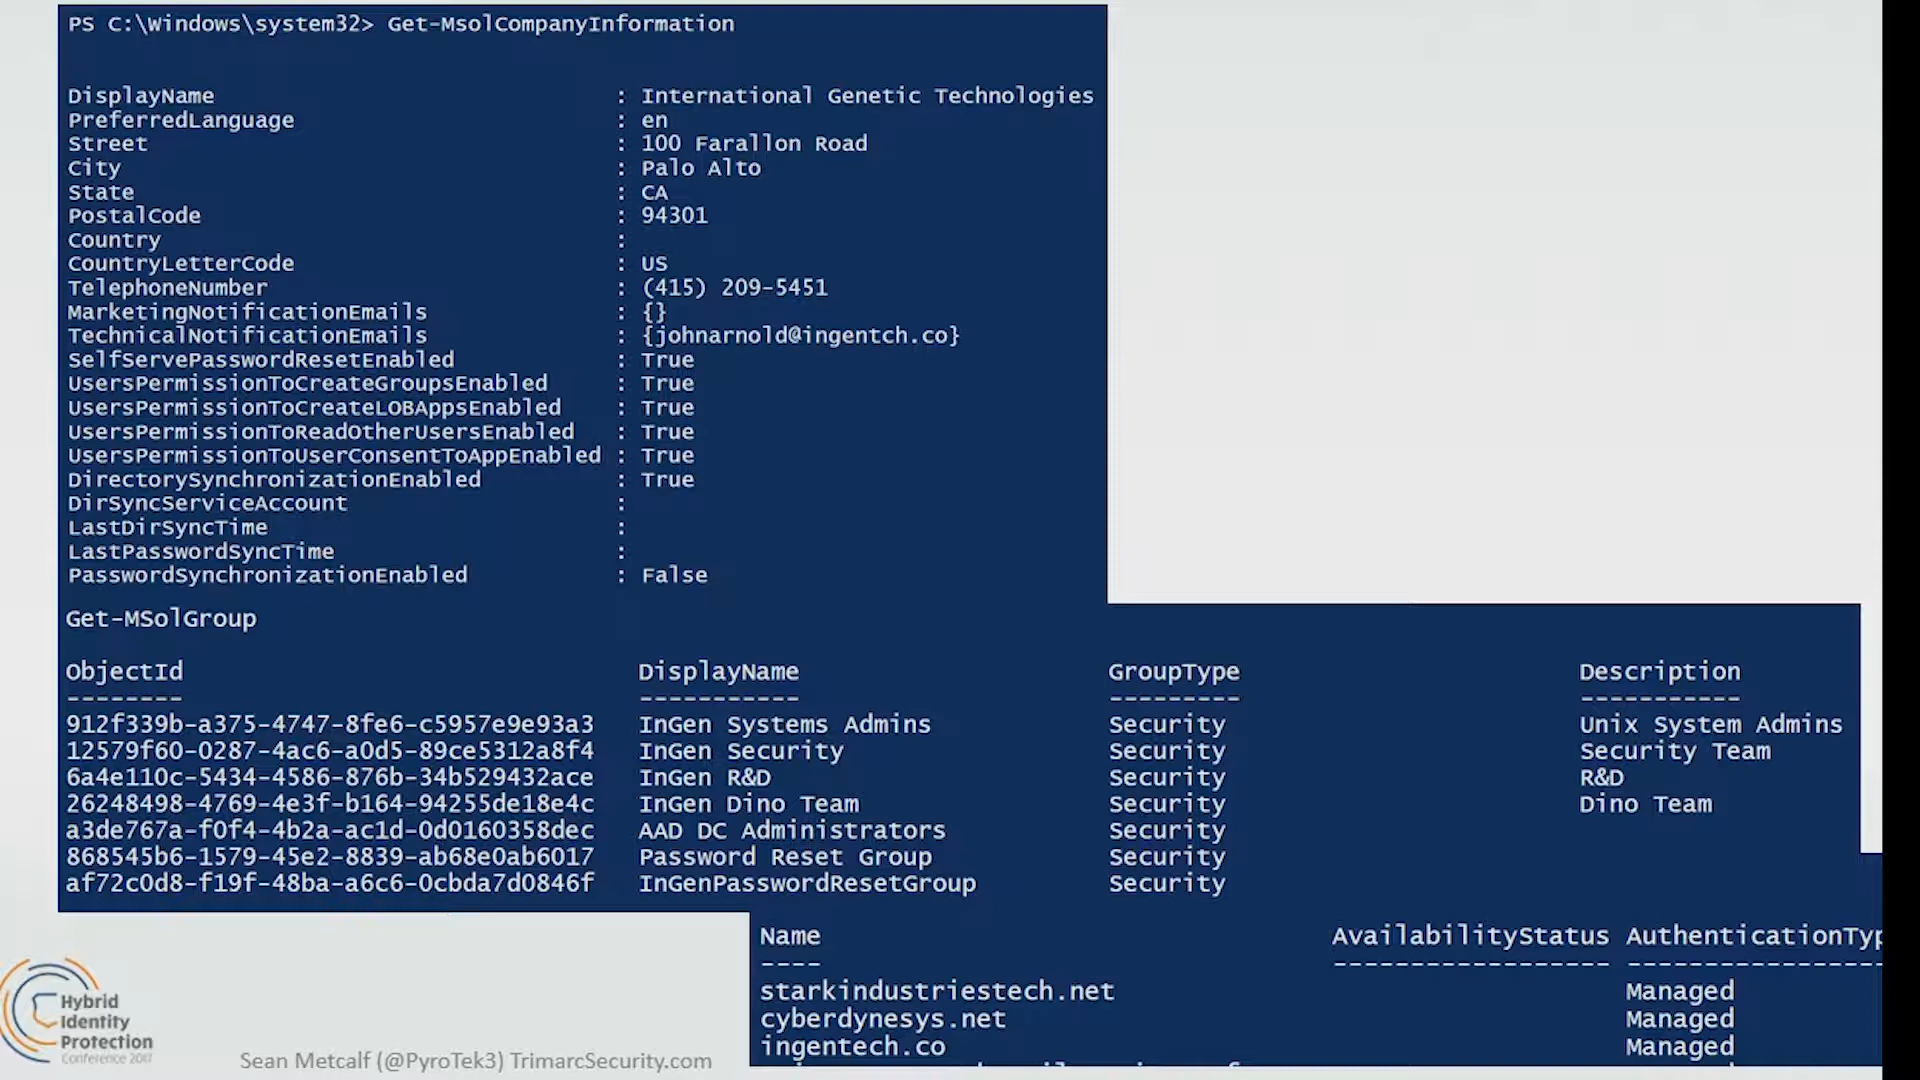 PS C:\Windows\system32> Get-MsolCompanyInformation
DisplayName : International Genetic Technologies
PreferredLanguage : en
Street : 100 Farallon Road
City : Palo Alto
State : CA
PostalCode : 94301
Country :
CountryLetterCode : US
TelephoneNumber : (415) 209-5451
MarketingNotificationEmails : {}
TechnicalNotificationEmails : {johnarnold@ingentch.co}
SelfServePasswordResetEnabled : True
UsersPermissionToCreateGroupsEnabled : True
UsersPermissionToCreateLOBAppsEnabled : True
UsersPermissionToReadOtherUsersEnabled : True
UsersPermissionToUserConsentToAppEnabled : True
DirectorySynchronizationEnabled : True
DirSyncServiceAccount :
LastDirSyncTime :
LastPasswordSyncTime :
PasswordSynchronizationEnabled : False
Get-MSolGroup
ObjectId DisplayName GroupType Description
-------- ----------- --------- -----------
912f339b-a375-4747-8fe6-c5957e9e93a3 InGen Systems Admins Security Unix System Admins
12579f60-0287-4ac6-a0d5-89ce5312a8f4 InGen Security Security Security Team
6a4e110c-5434-4586-876b-34b529432ace InGen R&D Security R&D
26248498-4769-4e3f-b164-94255de18e4c InGen Dino Team Security Dino Team
a3de767a-f0f4-4b2a-ac1d-0d0160358dec AAD DC Administrators Security
868545b6-1579-45e2-8839-ab68e0ab6017 Password Reset Group Security
af72c0d8-f19f-48ba-a6c6-0cbda7d0846f InGenPasswordResetGroup Security
Name AvailabilityStatus AuthenticationTyp
---- ------------------ -----------------
starkindustriestech.net Managed
cyberdynesys.net Managed
ingentech.co Managed
Hybrid
Identity
Protection
Conference 2017
Sean Metcalf (@PyroTek3) TrimarcSecurity.com